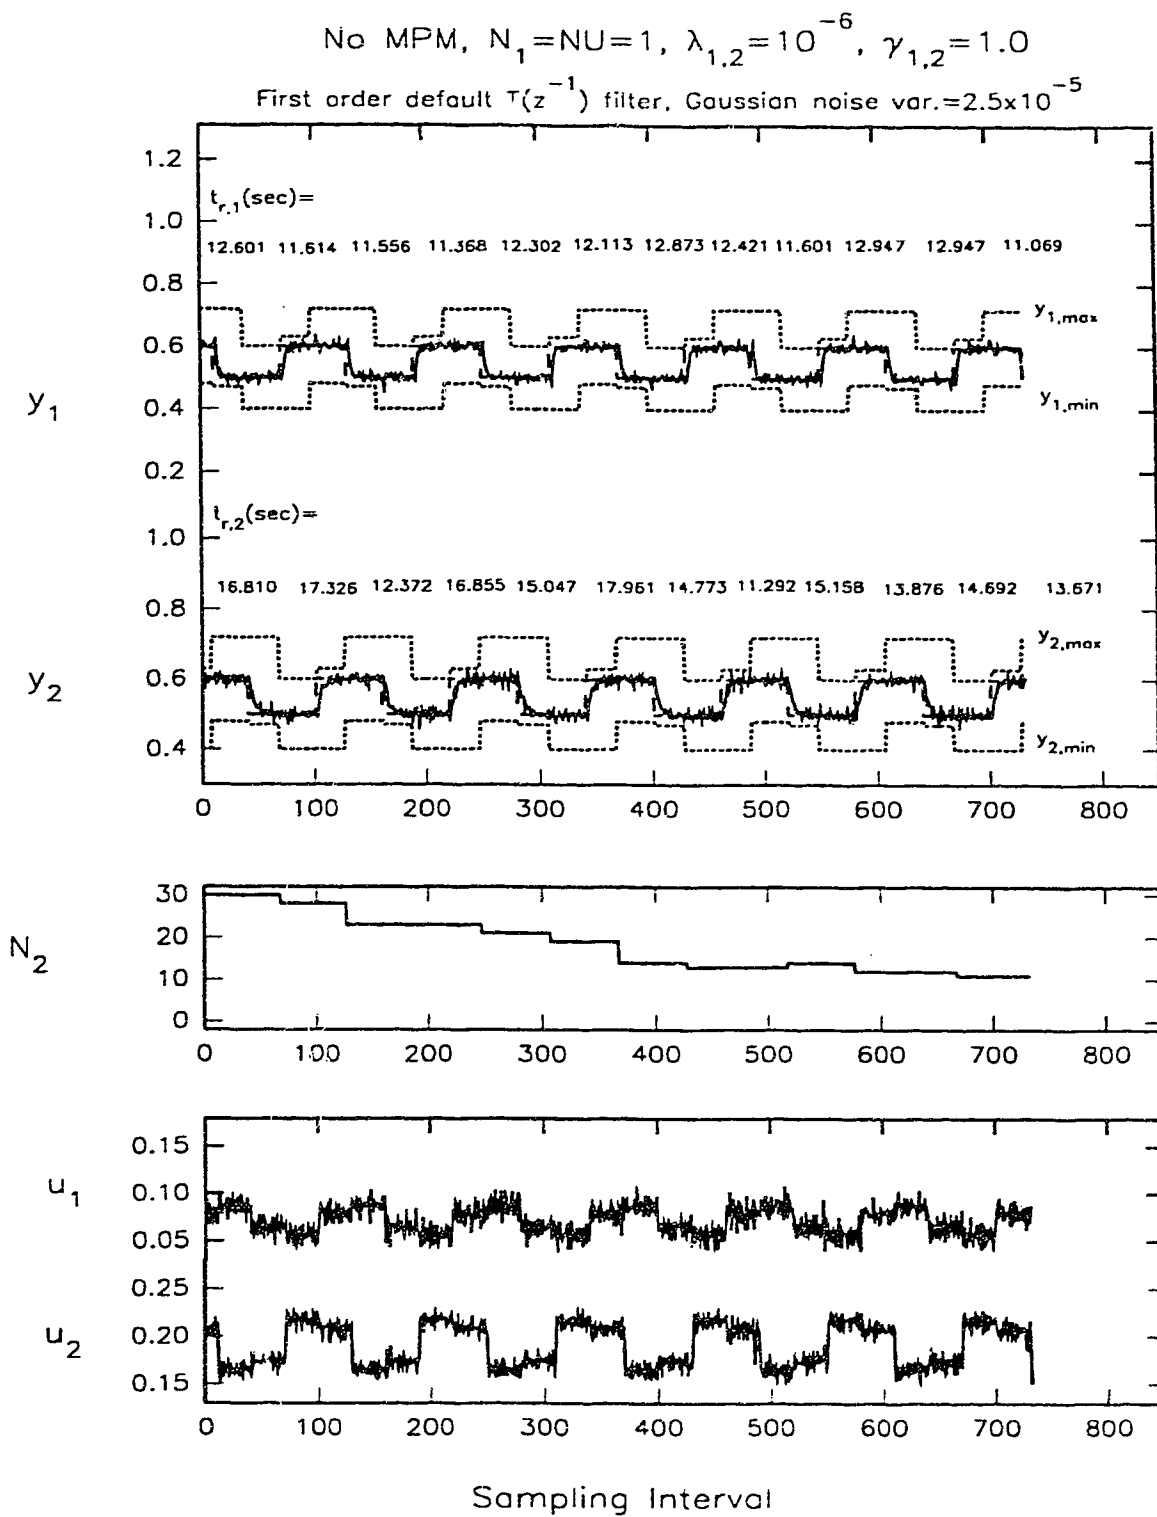 No MPM, N₁=NU=1, λ₁,₂=10⁻⁶, γ₁,₂=1.0
First order default T(z⁻¹) filter, Gaussian noise var.=2.5x10⁻⁵
1.2
t_r,1(sec)=
1.0
12.601 11.614 11.556 11.368 12.302 12.113 12.873 12.421 11.601 12.947 12.947 11.069
0.8
y₁,max
0.6
y₁
0.4
y₁,min
0.2
t_r,2(sec)=
1.0
16.810 17.326 12.372 16.855 15.047 17.961 14.773 11.292 15.158 13.876 14.692 13.671
0.8
y₂,max
0.6
y₂
0.4
y₂,min
0 100 200 300 400 500 600 700 800
30
20
N₂
10
0
0 100 200 300 400 500 600 700 800
0.15
u₁
0.10
0.05
0.25
u₂
0.20
0.15
0 100 200 300 400 500 600 700 800
Sampling Interval